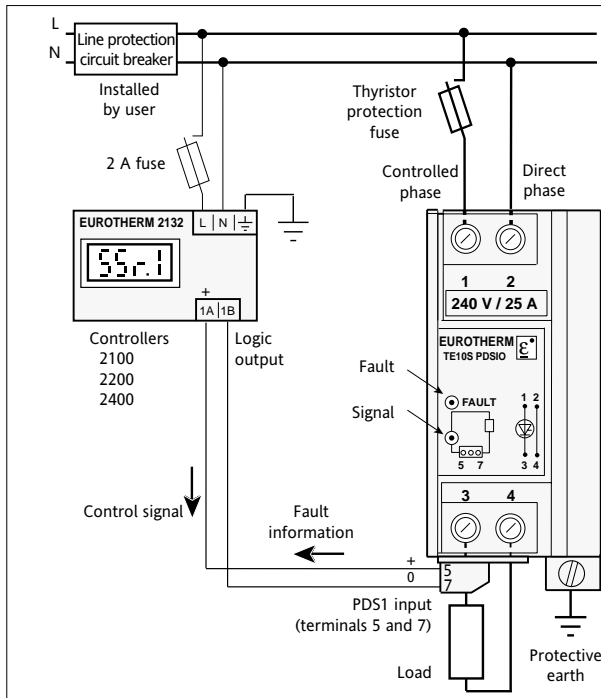 L
N
Line protection
circuit breaker
Installed
by user
2 A fuse
Thyristor
protection
fuse
Controlled
phase
Direct
phase
EUROTHERM 2132
L N
SSr.1
+
1A 1B
Controllers
2100
2200
2400
Logic
output
1 2
240 V / 25 A
EUROTHERM
TE10S PDSIO
ε
Fault
FAULT
Signal
1 2
5 7
3 4
3 4
Control signal
Fault
information
+
0
5
7
PDS1 input
(terminals 5 and 7)
Load
Protective
earth